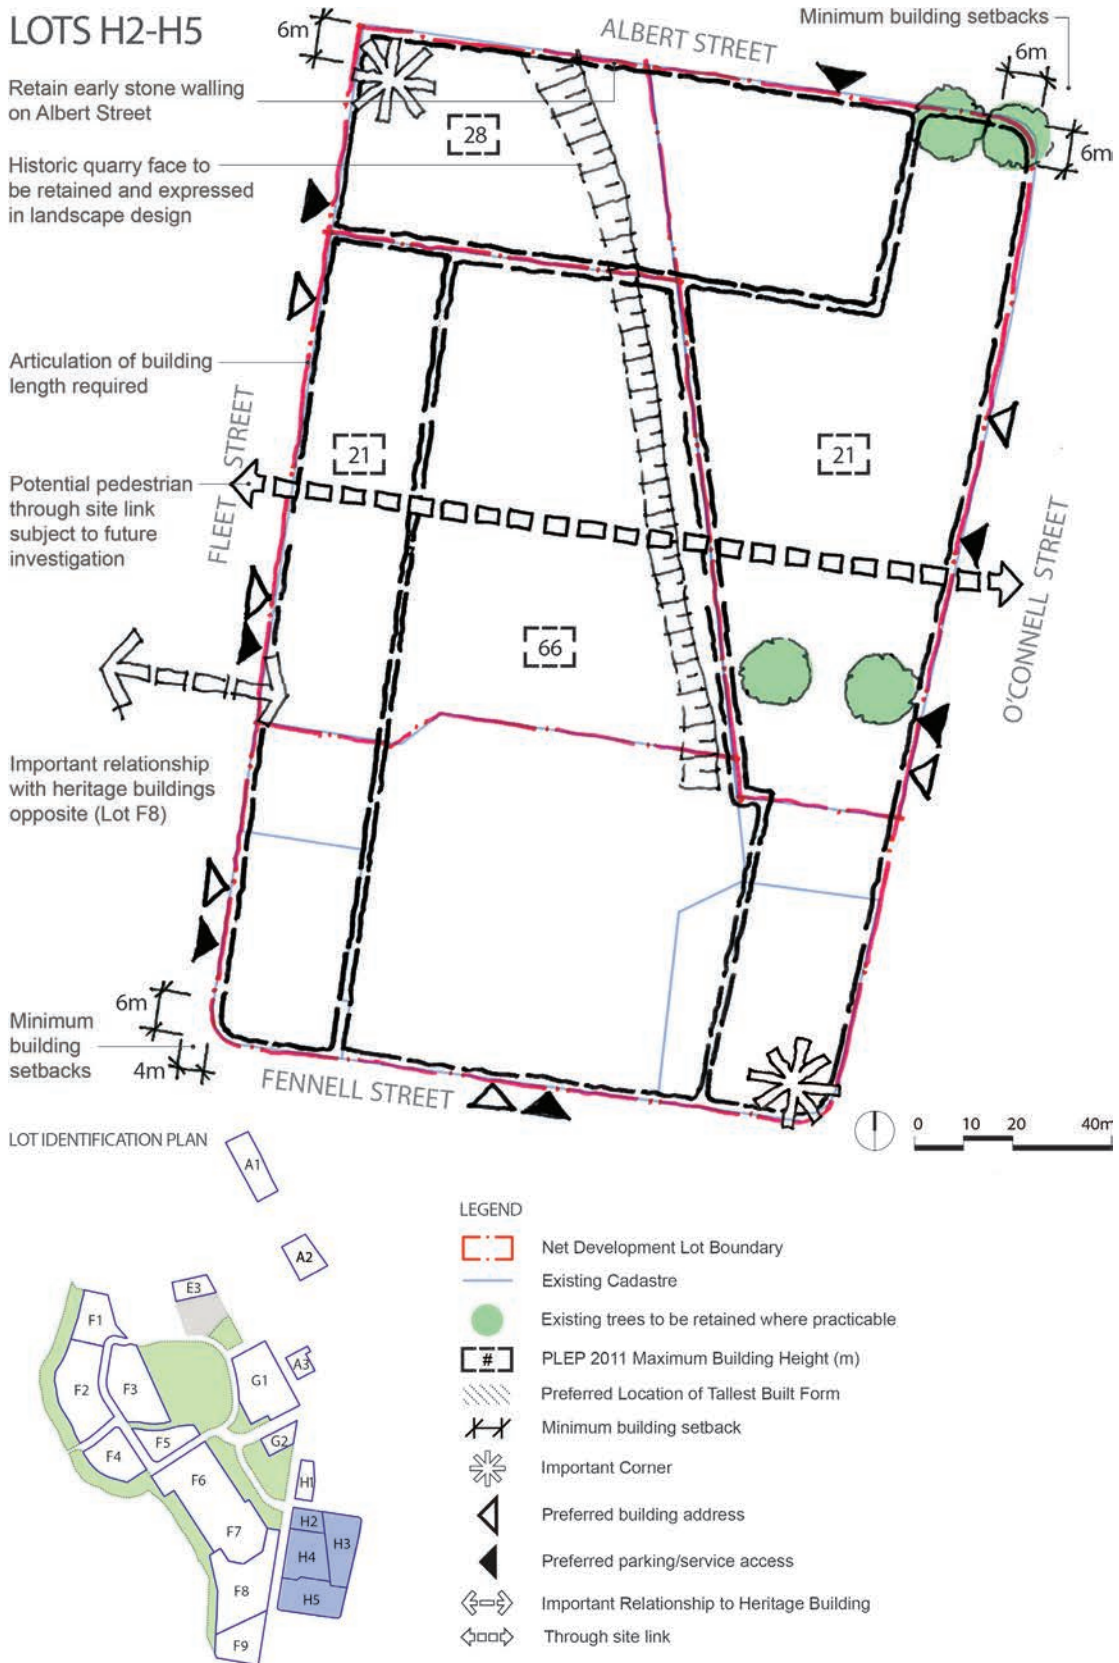 LOTS H2-H5
6m
ALBERT STREET
Minimum building setbacks
6m
6m
Retain early stone walling
on Albert Street
28
Historic quarry face to
be retained and expressed
in landscape design
Articulation of building
length required
FLEET STREET
21
21
Potential pedestrian
through site link
subject to future
investigation
O'CONNELL STREET
66
Important relationship
with heritage buildings
opposite (Lot F8)
6m
Minimum
building
setbacks
4m
FENNELL STREET
0 10 20 40m
LOT IDENTIFICATION PLAN
A1
A2
E3
F1
A3
G1
F2
F3
F5
G2
F4
F6
H1
H2
F7
H3
H4
F8
H5
F9
LEGEND
Net Development Lot Boundary
Existing Cadastre
Existing trees to be retained where practicable
# PLEP 2011 Maximum Building Height (m)
Preferred Location of Tallest Built Form
Minimum building setback
Important Corner
Preferred building address
Preferred parking/service access
Important Relationship to Heritage Building
Through site link